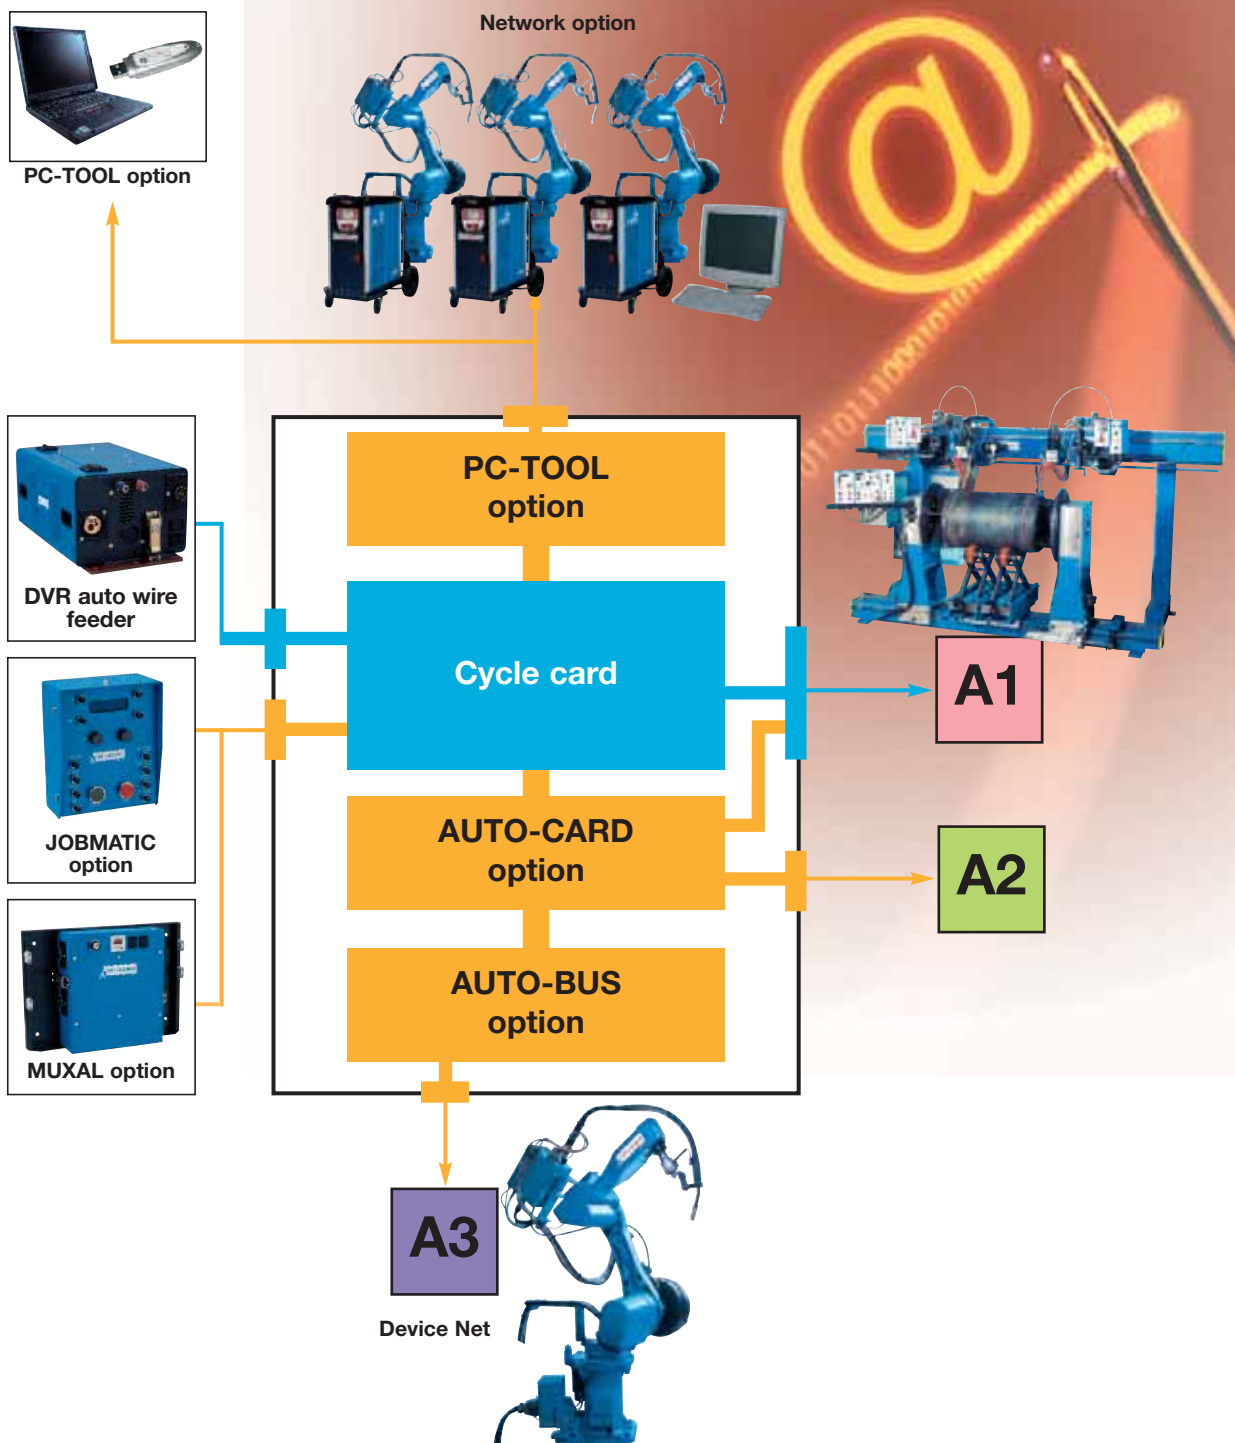 Network option
PC-TOOL option
01101011100010101010
PC-TOOL
option
DVR auto wire
feeder
Cycle card
A1
JOBMATIC
option
AUTO-CARD
option
A2
AUTO-BUS
option
MUXAL option
A3
Device Net